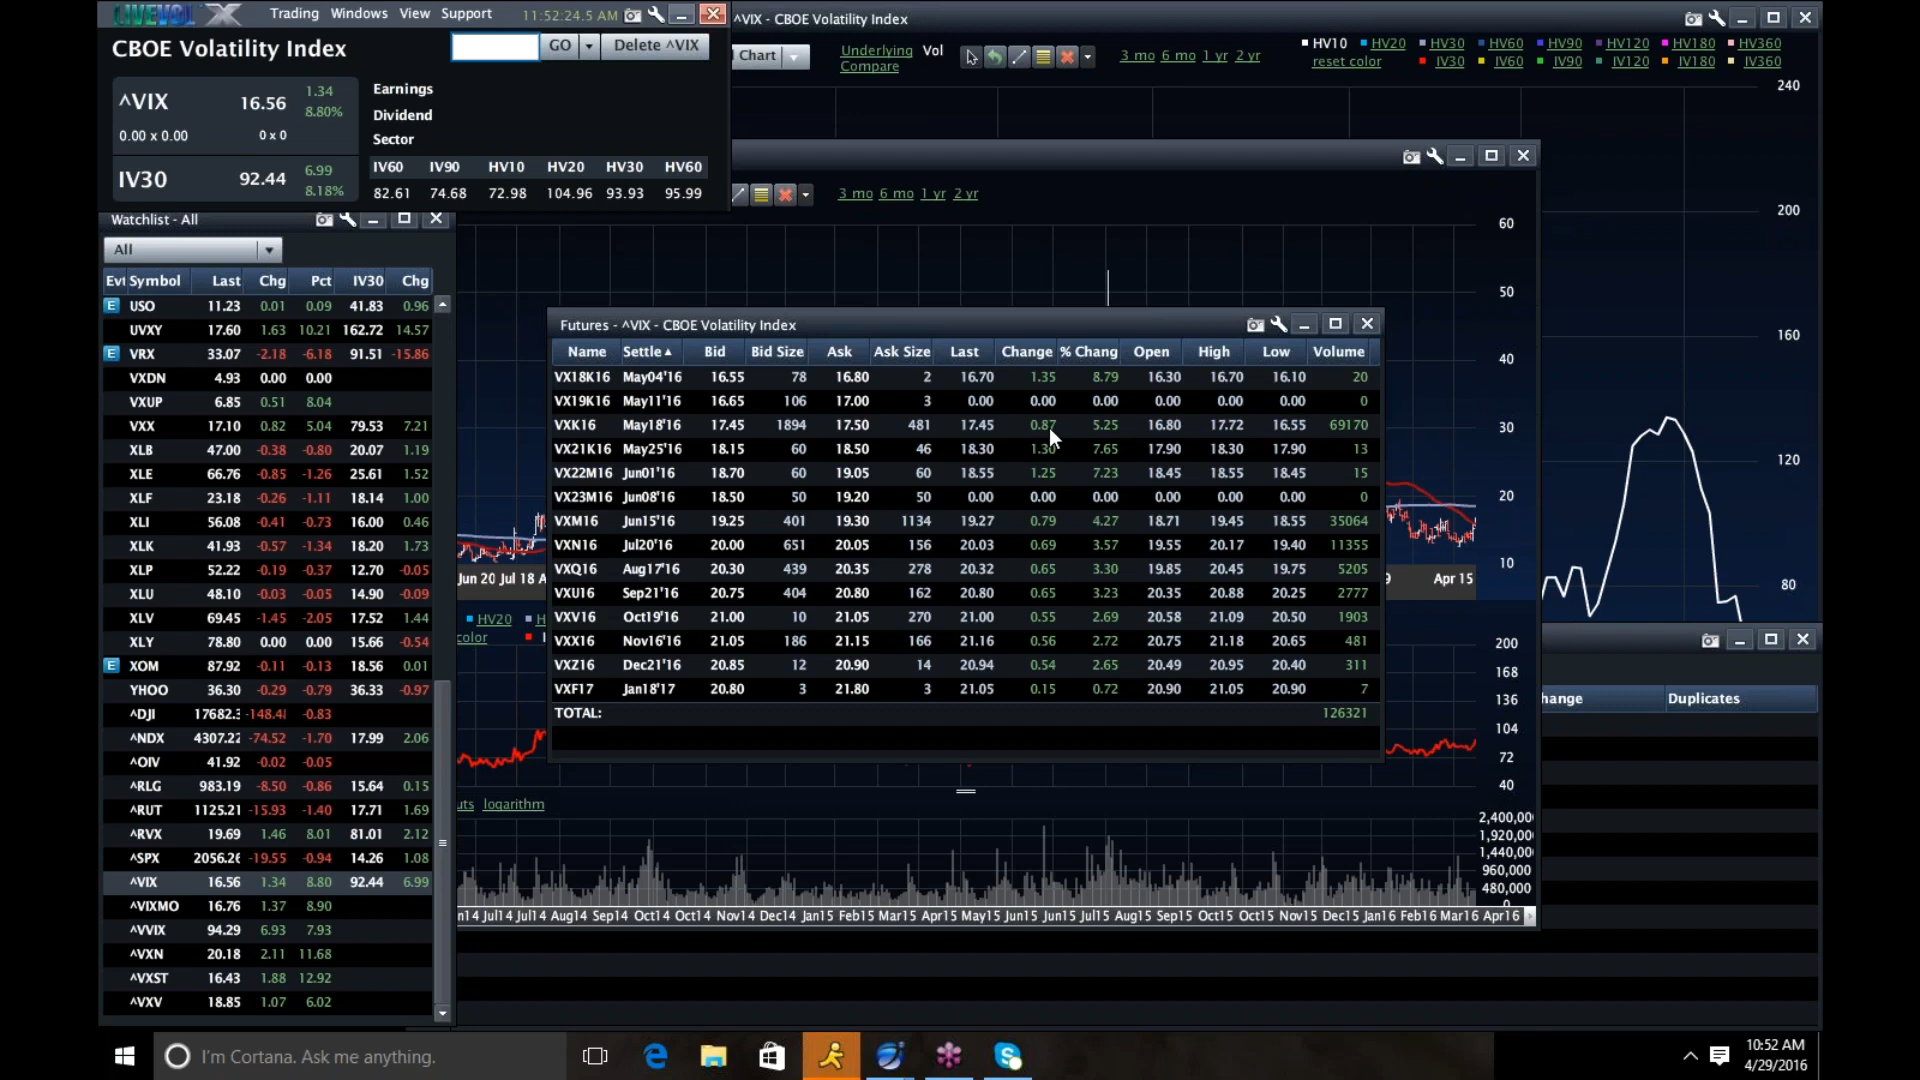 LIVEVOL X Trading Windows View Support 11:52:24.5 AM
^VIX - CBOE Volatility Index
CBOE Volatility Index GO Delete ^VIX
Chart Underlying Vol 3 mo 6 mo 1 yr 2 yr
Compare
HV10 HV20 HV30 HV60 HV90 HV120 HV180 HV360
reset color IV30 IV60 IV90 IV120 IV180 IV360
^VIX 16.56 1.34
8.80%
0.00 x 0.00 0 x 0
IV30 92.44 6.99
8.18%
Earnings
Dividend
Sector
IV60 IV90 HV10 HV20 HV30 HV60
82.61 74.68 72.98 104.96 93.93 95.99
3 mo 6 mo 1 yr 2 yr
240
200
160
120
80
Watchlist - All
All
Evt Symbol Last Chg Pct IV30 Chg
E USO 11.23 0.01 0.09 41.83 0.96
UVXY 17.60 1.63 10.21 162.72 14.57
E VRX 33.07 -2.18 -6.18 91.51 -15.86
VXDN 4.93 0.00 0.00
VXUP 6.85 0.51 8.04
VXX 17.10 0.82 5.04 79.53 7.21
XLB 47.00 -0.38 -0.80 20.07 1.19
XLE 66.76 -0.85 -1.26 25.61 1.52
XLF 23.18 -0.26 -1.11 18.14 1.00
XLI 56.08 -0.41 -0.73 16.00 0.46
XLK 41.93 -0.57 -1.34 18.20 1.73
XLP 52.22 -0.19 -0.37 12.70 -0.05
XLU 48.10 -0.03 -0.05 14.90 -0.09
XLV 69.45 -1.45 -2.05 17.52 1.44
XLY 78.80 0.00 0.00 15.66 -0.54
E XOM 87.92 -0.11 -0.13 18.56 0.01
YHOO 36.30 -0.29 -0.79 36.33 -0.97
^DJI 17682.3 -148.48 -0.83
^NDX 4307.22 -74.52 -1.70 17.99 2.06
^OIV 41.92 -0.02 -0.05
^RLG 983.19 -8.50 -0.86 15.64 0.15
^RUT 1125.21 -15.93 -1.40 17.71 1.69
^RVX 19.69 1.46 8.01 81.01 2.12
^SPX 2056.26 -19.55 -0.94 14.26 1.08
^VIX 16.56 1.34 8.80 92.44 6.99
^VIXMO 16.76 1.37 8.90
^VVIX 94.29 6.93 7.93
^VXN 20.18 2.11 11.68
^VXST 16.43 1.88 12.92
^VXV 18.85 1.07 6.02
Futures - ^VIX - CBOE Volatility Index
Name Settle Bid Bid Size Ask Ask Size Last Change % Chang Open High Low Volume
VX18K16 May04'16 16.55 78 16.80 2 16.70 1.35 8.79 16.30 16.70 16.10 20
VX19K16 May11'16 16.65 106 17.00 3 0.00 0.00 0.00 0.00 0.00 0.00 0
VXK16 May18'16 17.45 1894 17.50 481 17.45 0.87 5.25 16.80 17.72 16.55 69170
VX21K16 May25'16 18.15 60 18.50 46 18.30 1.30 7.65 17.90 18.30 17.90 13
VX22M16 Jun01'16 18.70 60 19.05 60 18.55 1.25 7.23 18.45 18.55 18.45 15
VX23M16 Jun08'16 18.50 50 19.20 50 0.00 0.00 0.00 0.00 0.00 0.00 0
VXM16 Jun15'16 19.25 401 19.30 1134 19.27 0.79 4.27 18.71 19.45 18.55 35064
VXN16 Jul20'16 20.00 651 20.05 156 20.03 0.69 3.57 19.55 20.17 19.40 11355
VXQ16 Aug17'16 20.30 439 20.35 278 20.32 0.65 3.30 19.85 20.45 19.75 5205
VXU16 Sep21'16 20.75 404 20.80 162 20.80 0.65 3.23 20.35 20.88 20.25 2777
VXV16 Oct19'16 21.00 10 21.05 270 21.00 0.55 2.69 20.58 21.09 20.50 1903
VXX16 Nov16'16 21.05 186 21.15 166 21.16 0.56 2.72 20.75 21.18 20.65 481
VXZ16 Dec21'16 20.85 12 20.90 14 20.94 0.54 2.65 20.49 20.95 20.40 311
VXF17 Jan18'17 20.80 3 21.80 3 21.05 0.15 0.72 20.90 21.05 20.90 7
TOTAL: 126321
60
50
40
30
20
10
Jun 20 Jul 18 A
9 Apr 15
HV20 H
color I
200
168
136
104
72
40
hange Duplicates
uts logarithm
2,400,00
1,920,00
1,440,00
960,000
480,000
0
n14 Jul14 Jul14 Aug14 Sep14 Oct14 Oct14 Nov14 Dec14 Jan15 Feb15 Mar15 Apr15 May15 Jun15 Jun15 Jul15 Aug15 Sep15 Oct15 Oct15 Nov15 Dec15 Jan16 Feb16 Mar16 Apr16
I'm Cortana. Ask me anything.
10:52 AM
4/29/2016